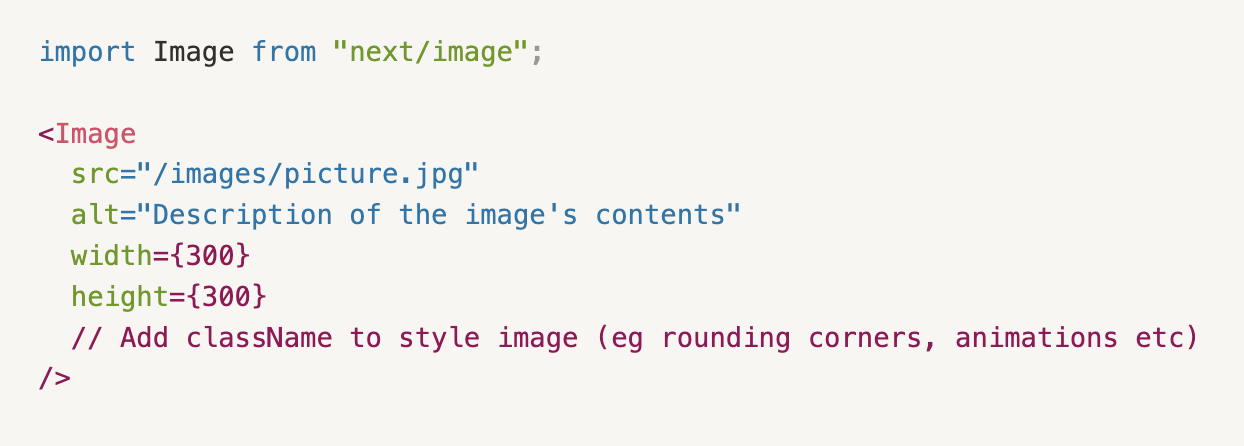 import Image from "next/image";
<Image
src="/images/picture.jpg"
alt="Description of the image's contents"
width={300}
height={300}
// Add className to style image (eg rounding corners, animations etc)
/>